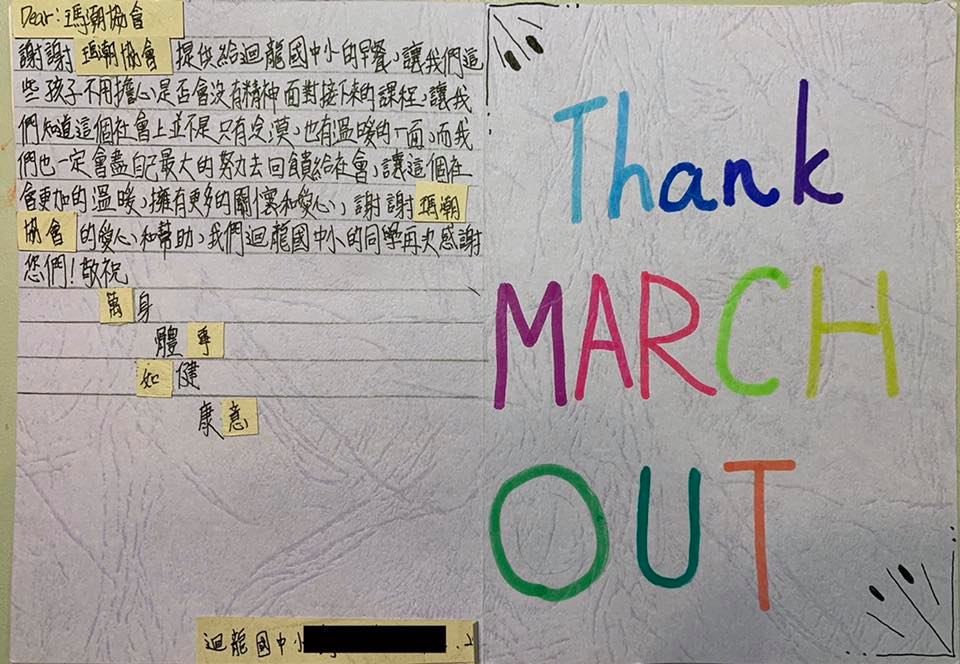 Dear：瑪潮協會
謝謝瑪潮協會提供給迴龍國中小的早餐，讓我們這
些孩子不用擔心是否會沒有精神面對接下來的課程，讓我
們知道這個社會上並不是只有冷漠，也有溫暖的一面，而我
們也一定會盡自己最大的努力去回饋給社會，讓這個社
會更加的溫暖，擁有更多的關懷和愛心，謝謝瑪潮
協會的愛心和幫助，我們迴龍國中小的同學再次感謝
您們！敬祝
萬身
體事
如健
康意
迴龍國中小
上
Thank
MARCH
OUT